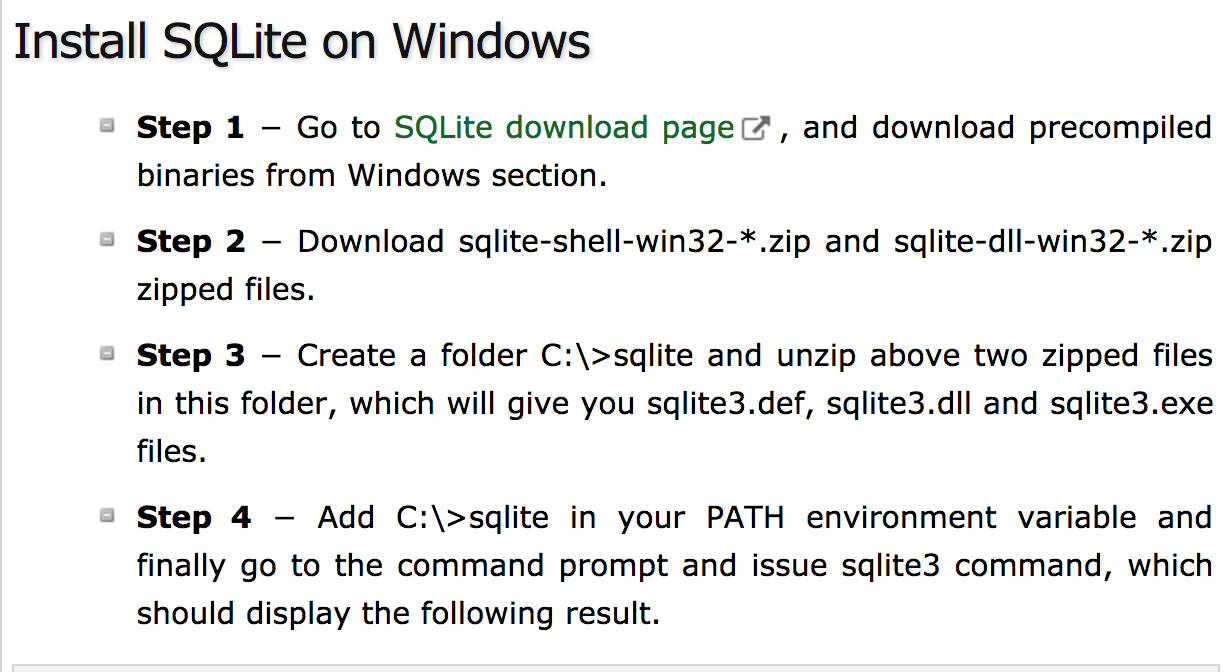 Install SQLite on Windows
Step 1 − Go to SQLite download page , and download precompiled
binaries from Windows section.
Step 2 − Download sqlite-shell-win32-*.zip and sqlite-dll-win32-*.zip
zipped files.
Step 3 − Create a folder C:\>sqlite and unzip above two zipped files
in this folder, which will give you sqlite3.def, sqlite3.dll and sqlite3.exe
files.
Step 4 − Add C:\>sqlite in your PATH environment variable and
finally go to the command prompt and issue sqlite3 command, which
should display the following result.